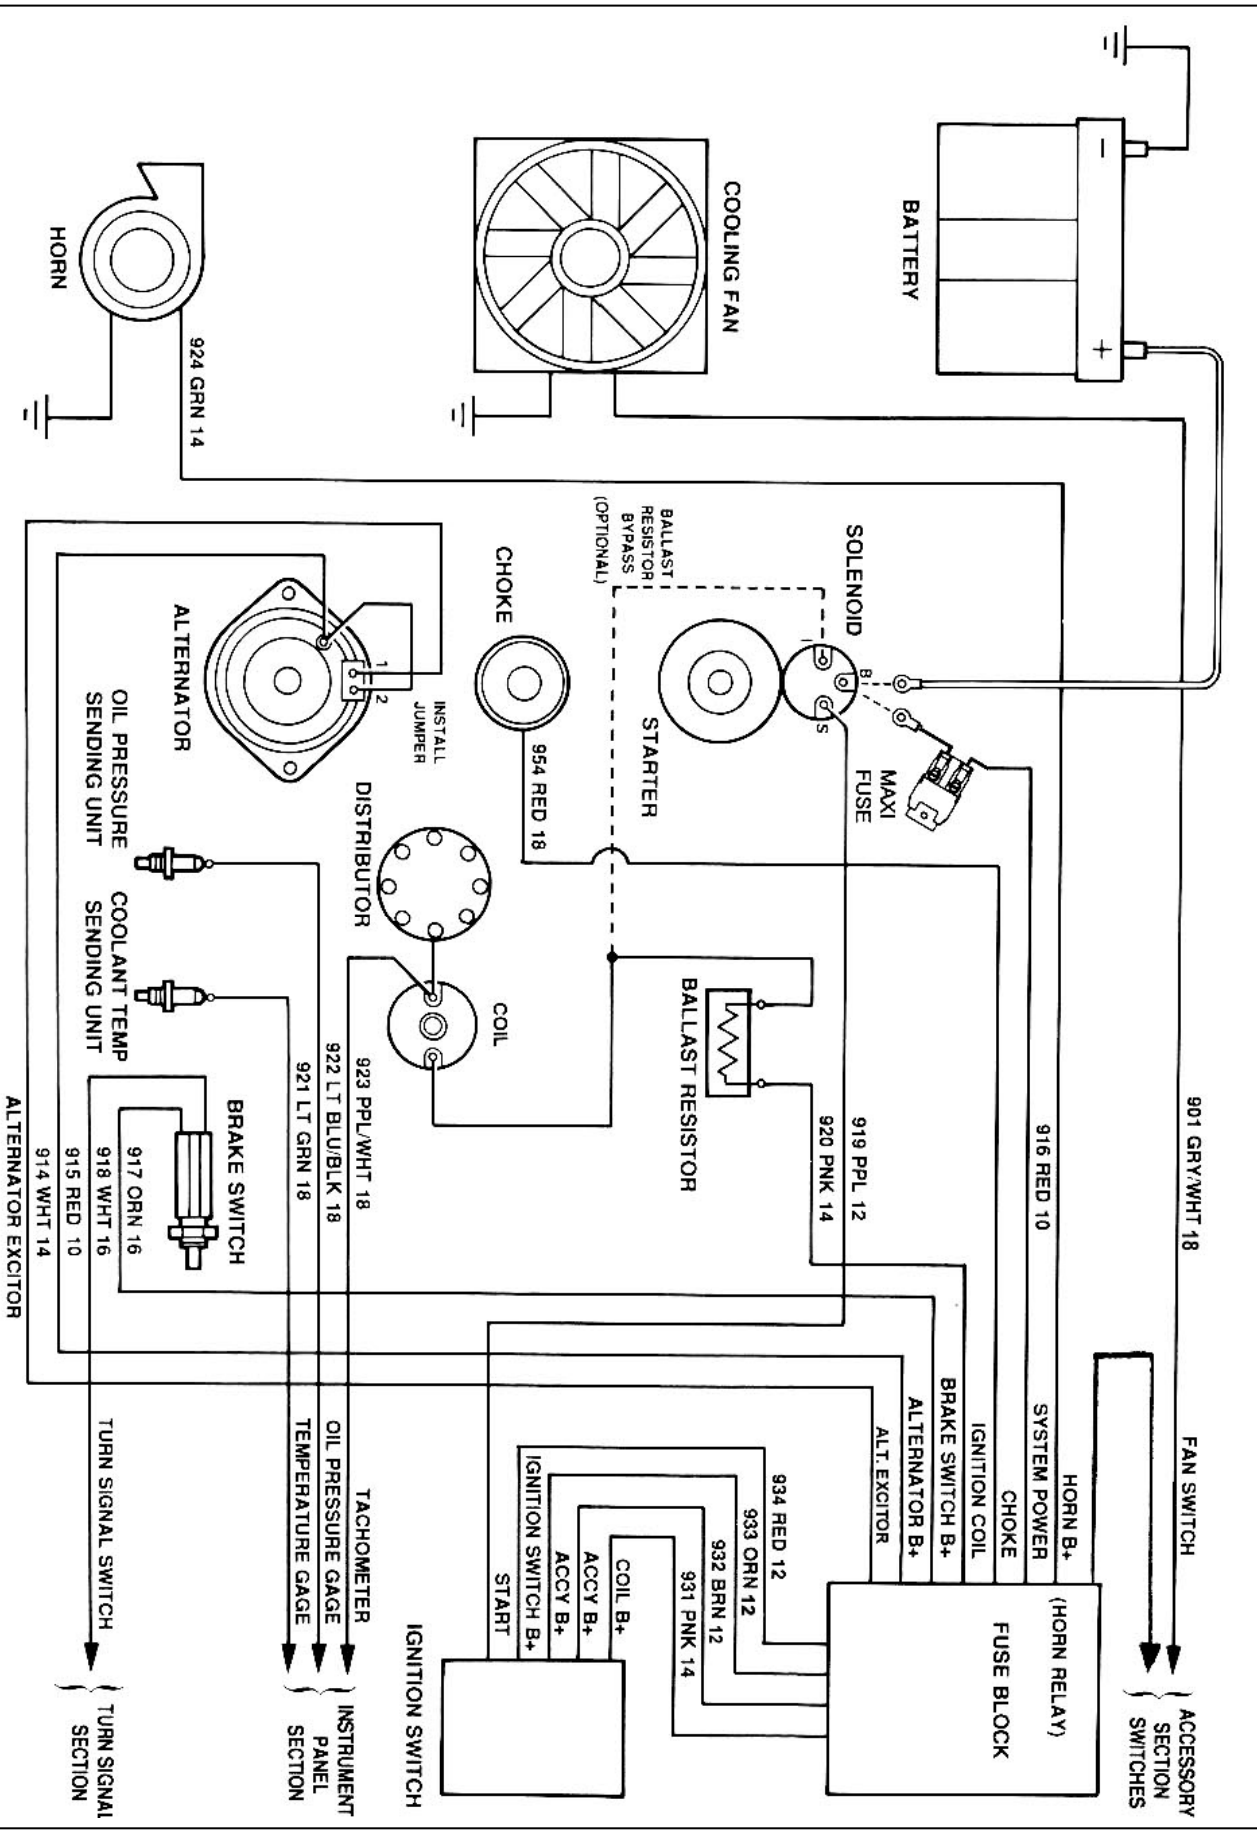 BATTERY
−
+
COOLING FAN
HORN
924 GRN 14
SOLENOID
I
B
S
MAXI
FUSE
STARTER
BALLAST
RESISTOR
BYPASS
(OPTIONAL)
CHOKE
954 RED 18
ALTERNATOR
1
2
INSTALL
JUMPER
DISTRIBUTOR
COIL
OIL PRESSURE
SENDING UNIT
COOLANT TEMP
SENDING UNIT
BALLAST RESISTOR
BRAKE SWITCH
901 GRY/WHT 18
916 RED 10
919 PPL 12
920 PNK 14
923 PPL/WHT 18
922 LT BLU/BLK 18
921 LT GRN 18
917 ORN 16
918 WHT 16
915 RED 10
914 WHT 14
ALTERNATOR EXCITOR
FAN SWITCH
HORN B+
SYSTEM POWER
CHOKE
IGNITION COIL
BRAKE SWITCH B+
ALTERNATOR B+
ALT. EXCITOR
934 RED 12
933 ORN 12
932 BRN 12
931 PNK 14
COIL B+
ACCY B+
ACCY B+
IGNITION SWITCH B+
START
TACHOMETER
OIL PRESSURE GAGE
TEMPERATURE GAGE
TURN SIGNAL SWITCH
(HORN RELAY)
FUSE BLOCK
IGNITION SWITCH
ACCESSORY
SECTION
SWITCHES
INSTRUMENT
PANEL
SECTION
TURN SIGNAL
SECTION